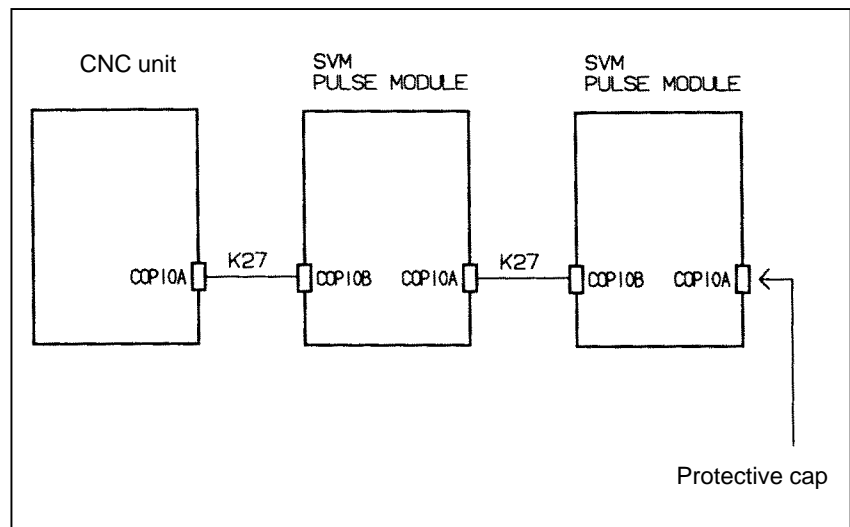 CNC unit
SVM
PULSE MODULE
SVM
PULSE MODULE
COP10A
K27
COP10B
COP10A
K27
COP10B
COP10A
Protective cap